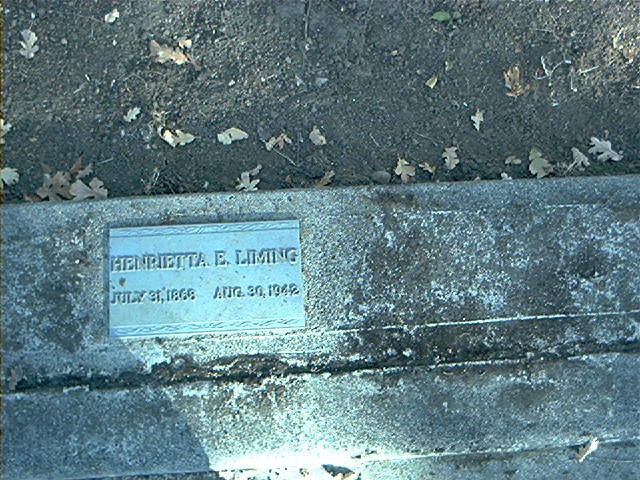 HENRIETTA E. LIMING
JULY 31, 1868 AUG. 30, 1942